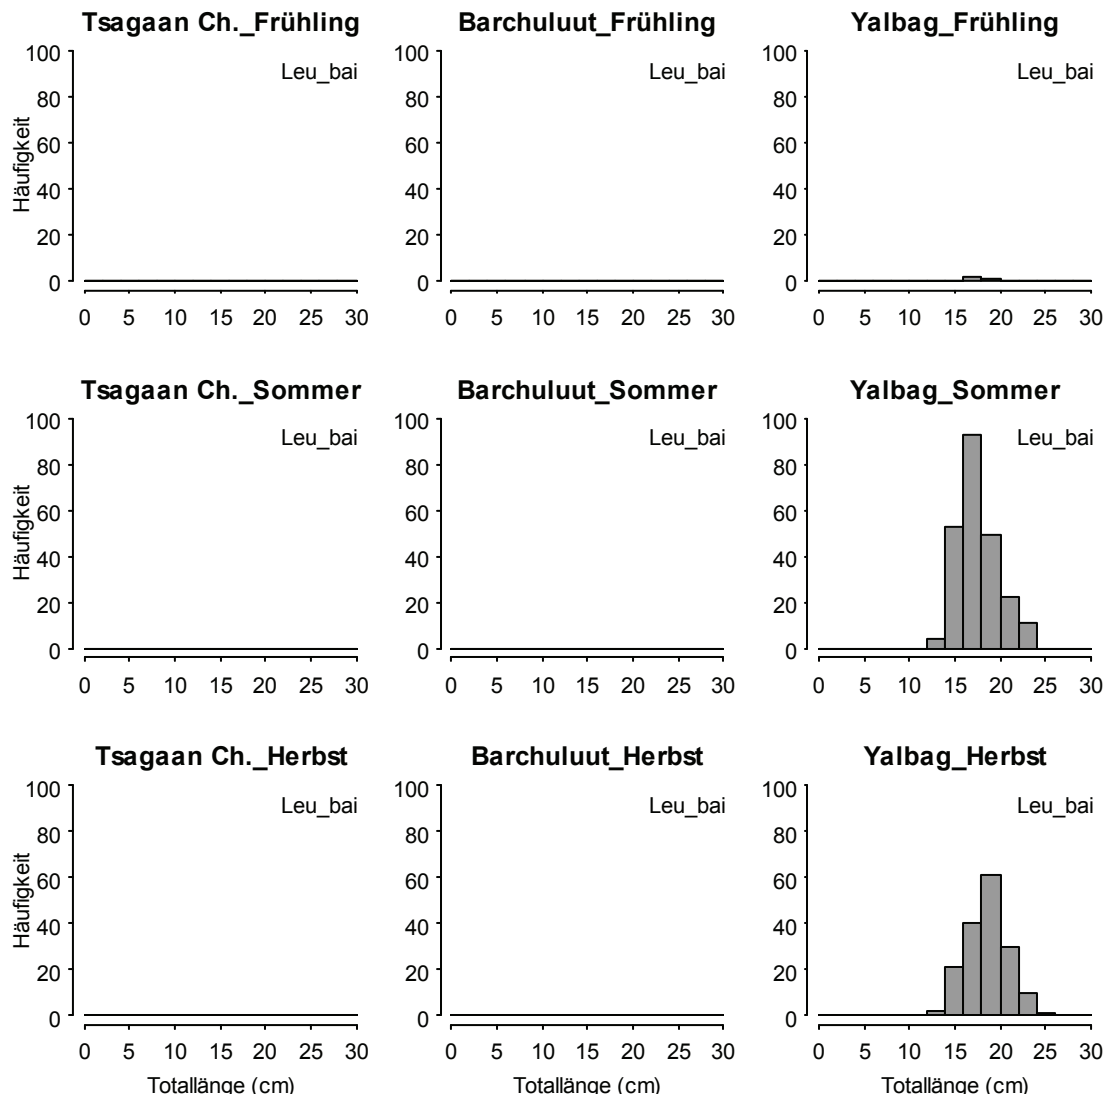 Tsagaan Ch._Frühling Barchuluut_Frühling Yalbag_Frühling
Häufigkeit
100 80 60 40 20 0
Leu_bai
0 5 10 15 20 25 30
100 80 60 40 20 0
Leu_bai
0 5 10 15 20 25 30
100 80 60 40 20 0
Leu_bai
0 5 10 15 20 25 30
Tsagaan Ch._Sommer Barchuluut_Sommer Yalbag_Sommer
Häufigkeit
100 80 60 40 20 0
Leu_bai
0 5 10 15 20 25 30
100 80 60 40 20 0
Leu_bai
0 5 10 15 20 25 30
100 80 60 40 20 0
Leu_bai
0 5 10 15 20 25 30
Tsagaan Ch._Herbst Barchuluut_Herbst Yalbag_Herbst
Häufigkeit
100 80 60 40 20 0
Leu_bai
0 5 10 15 20 25 30
100 80 60 40 20 0
Leu_bai
0 5 10 15 20 25 30
100 80 60 40 20 0
Leu_bai
0 5 10 15 20 25 30
Totallänge (cm) Totallänge (cm) Totallänge (cm)